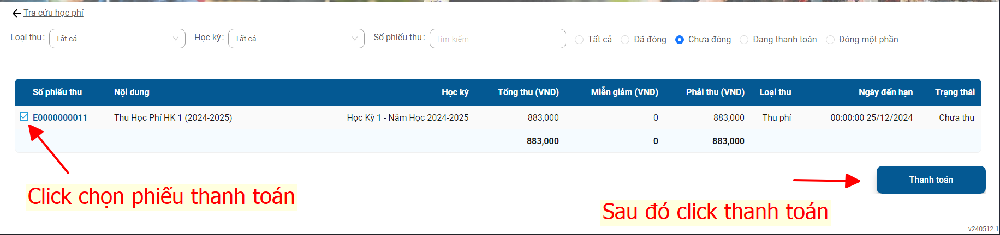 Tra cứu học phí
Loại thu: Tất cả Học kỳ: Tất cả Số phiếu thu: Tìm kiếm Tất cả Đã đóng Chưa đóng Đang thanh toán Đóng một phần
Số phiếu thu Nội dung Học kỳ Tổng thu (VND) Miễn giảm (VND) Phải thu (VND) Loại thu Ngày đến hạn Trạng thái
E0000000011 Thu Học Phí HK 1 (2024-2025) Học Kỳ 1 - Năm Học 2024-2025 883,000 0 883,000 Thu phí 00:00:00 25/12/2024 Chưa thu
883,000 0 883,000
Thanh toán
Click chọn phiếu thanh toán
Sau đó click thanh toán
v240512.1